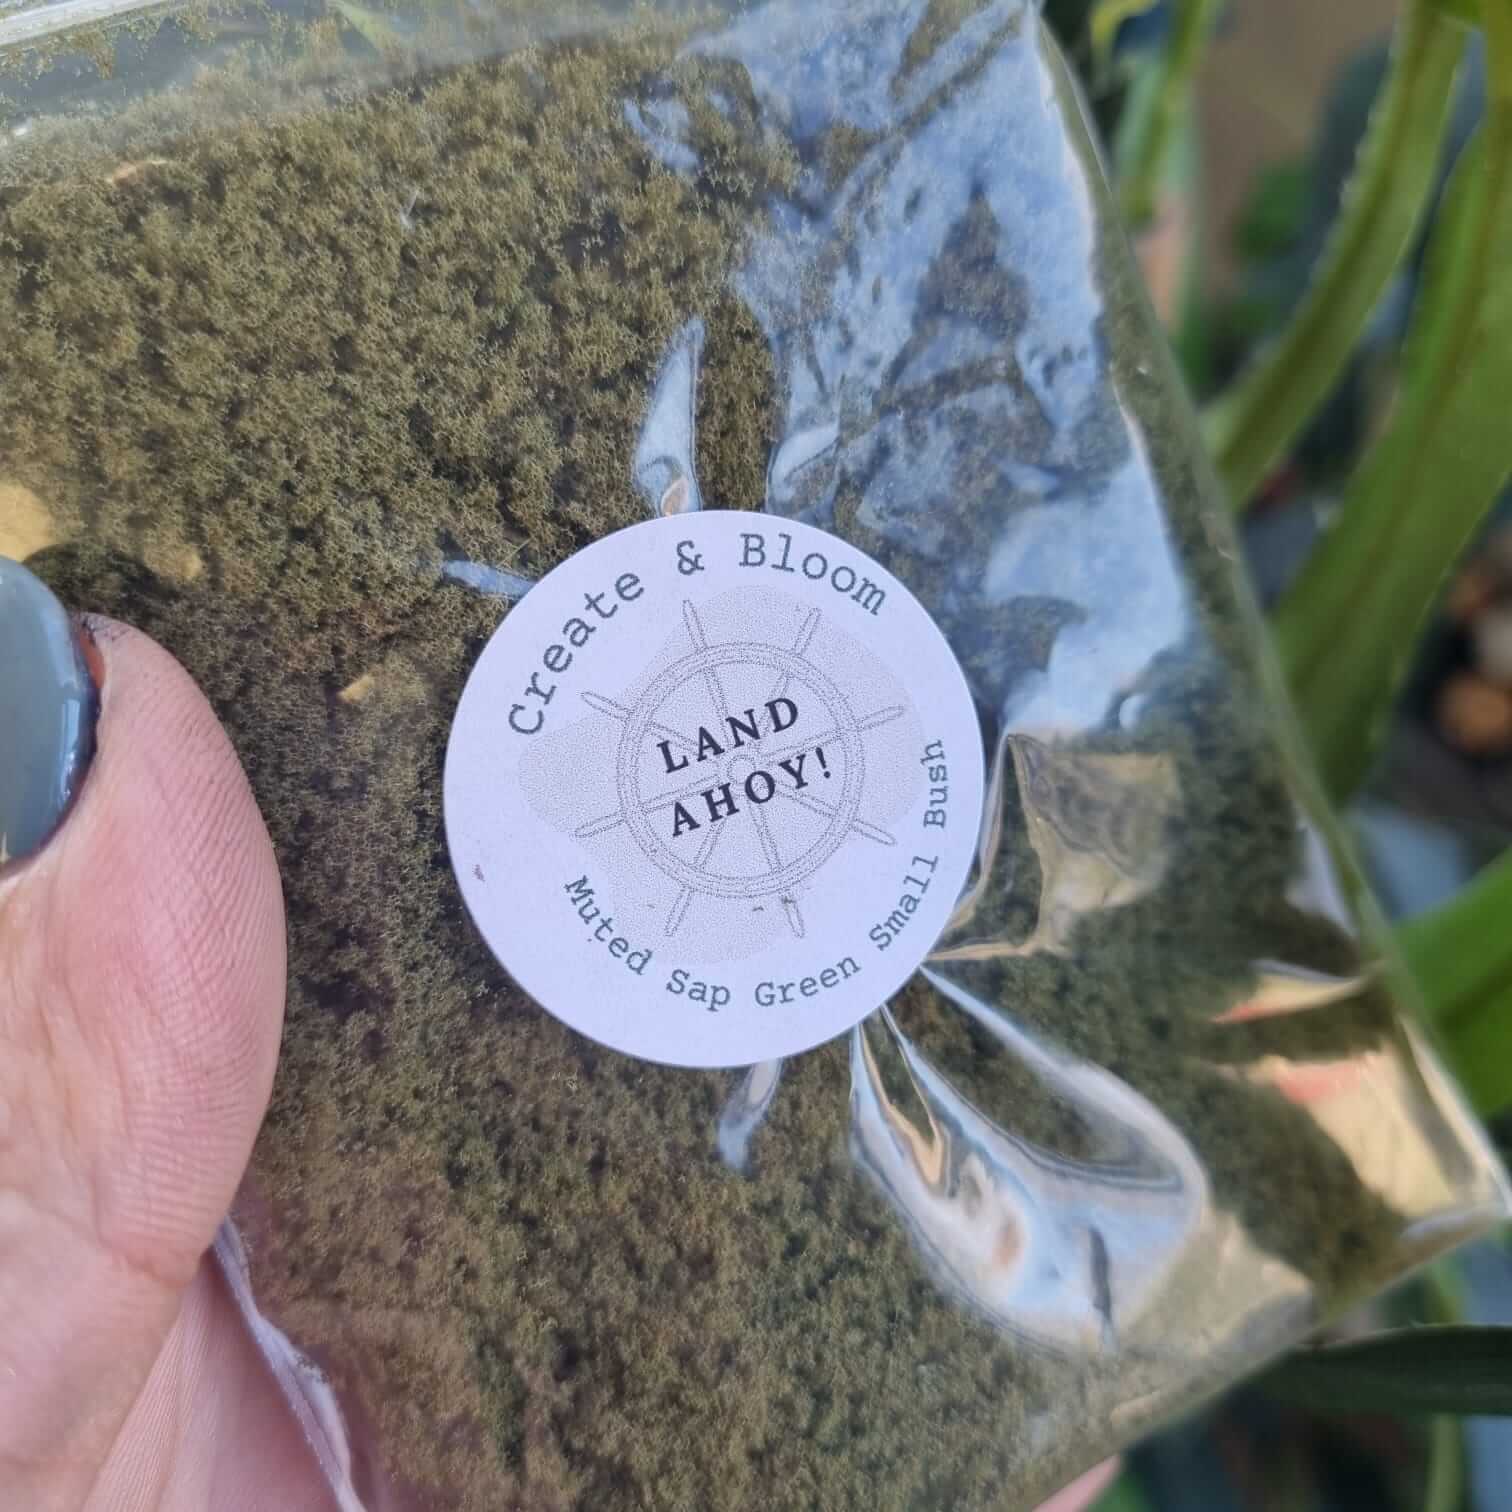 Create & Bloom
LAND
AHOY!
Muted Sap Green Small Bush